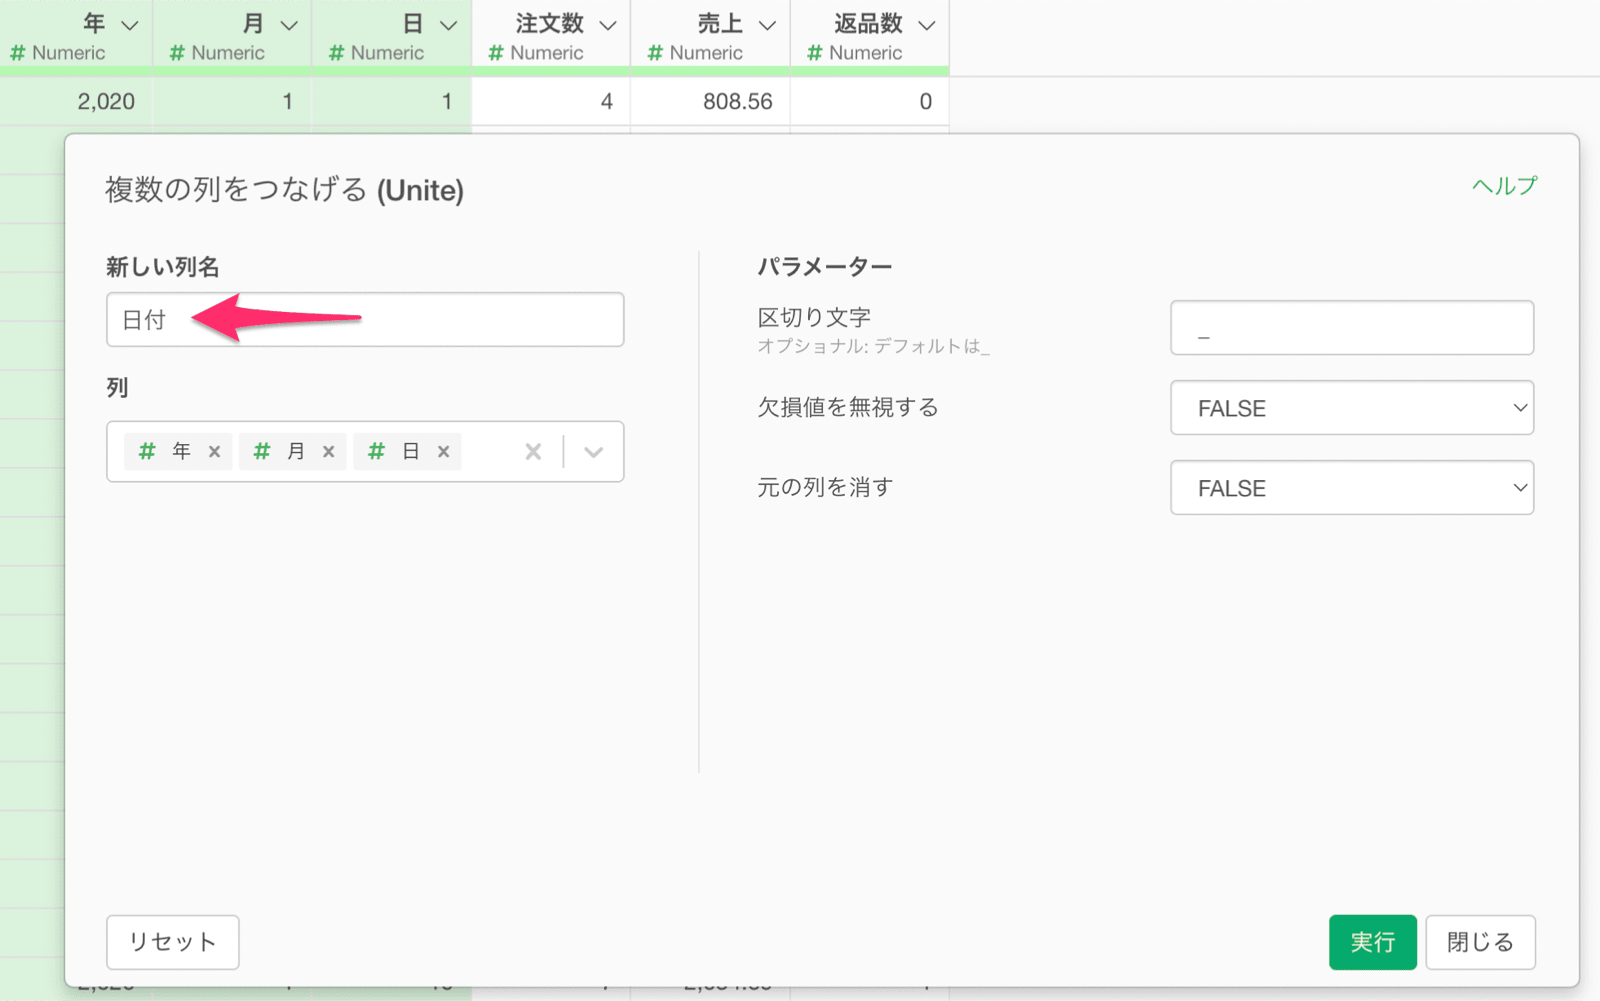 年 月 日 注文数 売上 返品数
# Numeric # Numeric # Numeric # Numeric # Numeric # Numeric
2,020 1 1 4 808.56 0
複数の列をつなげる (Unite)
ヘルプ
新しい列名
日付
列
# 年 × # 月 × # 日 ×
パラメーター
区切り文字
オプショナル: デフォルトは_
_
欠損値を無視する
FALSE
元の列を消す
FALSE
リセット
実行 閉じる